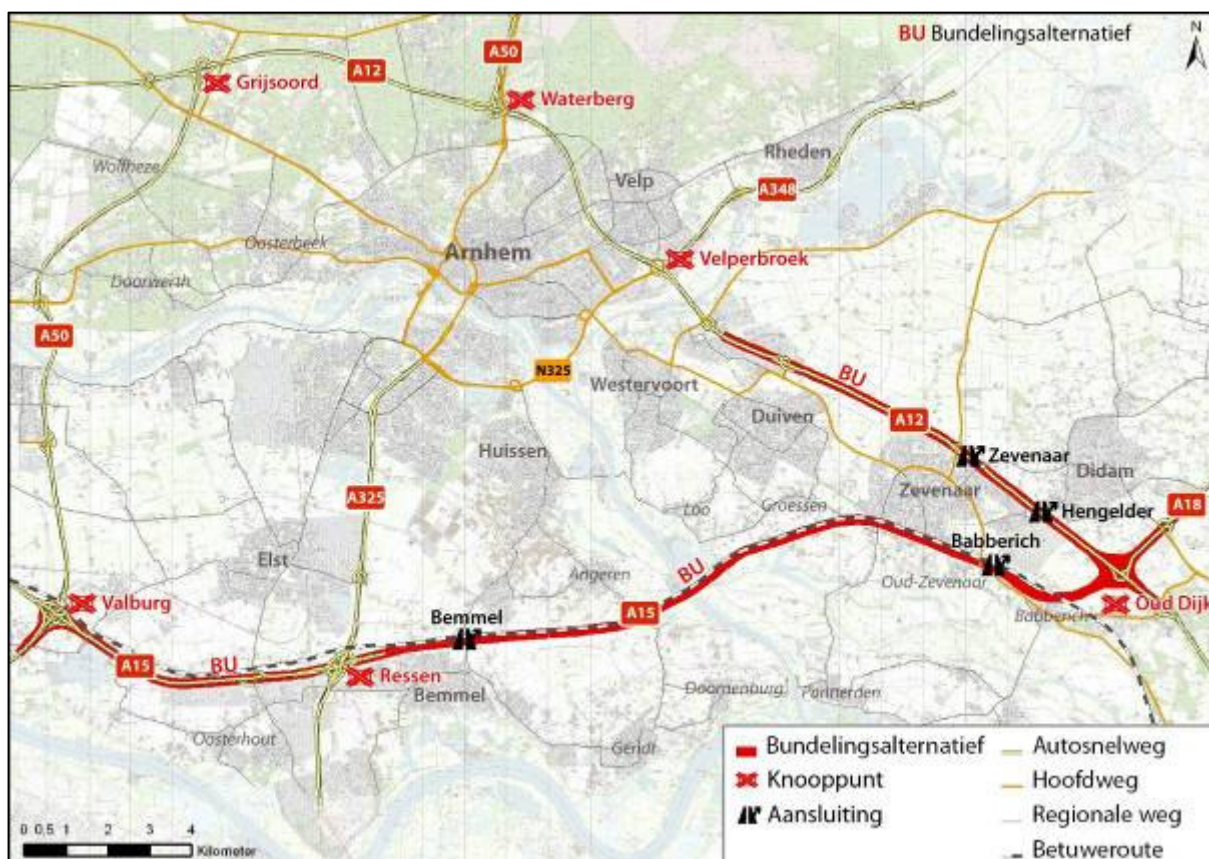 BU Bundelingsalternatief
N
A50
A12
Grijsoord
Waterberg
Wolfheze
Velp
Rheden
A348
Oosterbeek
Arnhem
Velperbroek
Doorwerth
A50
N325
Westervoort
BU
Duiven
A12
Huissen
Zevenaar
Didam
A325
Zevenaar
Loo
Groessen
Hengelder
A18
Babberich
Elst
Angeren
BU
Oud-Zevenaar
Valburg
Bemmel
A15
Babberich
Oud Dijk
A15
BU
Ressen
Bemmel
Doornenburg
Pannerden
Oosterhout
Gendt
Bundelingsalternatief
Knooppunt
Aansluiting
Autosnelweg
Hoofdweg
Regionale weg
Betuweroute
0 0.5 1 2 3 4
Kilometer